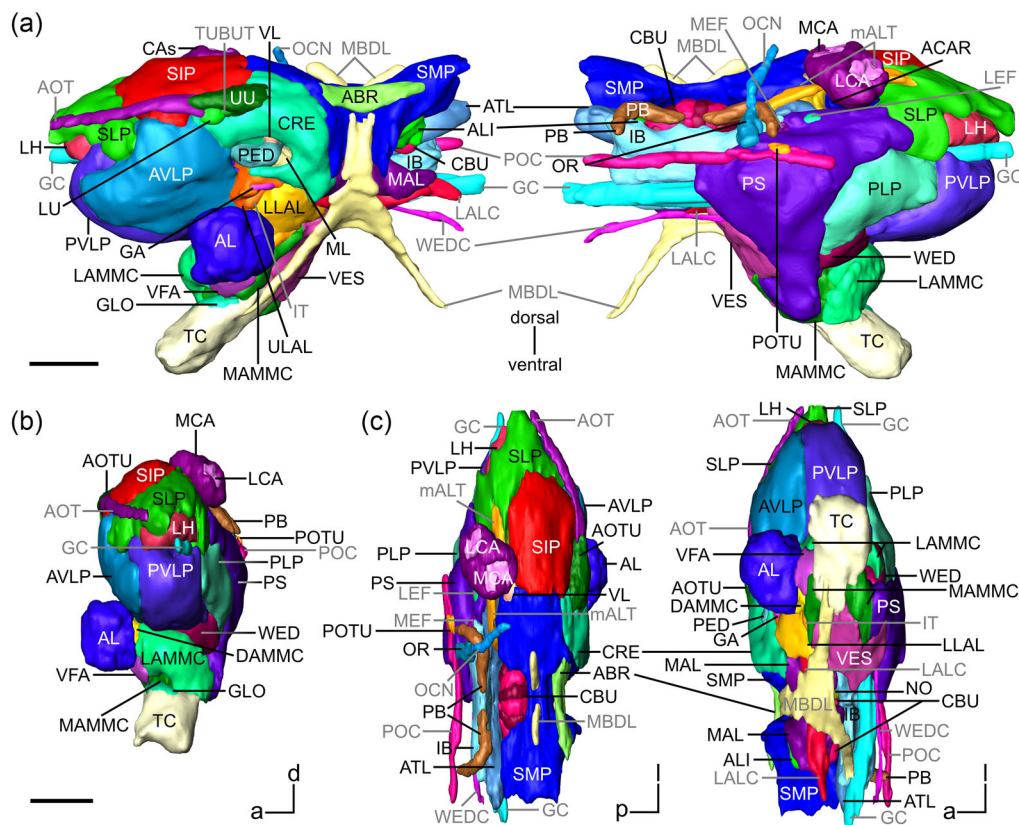 (a)
CAs
TUBUT
VL
OCN
MBDL
SIP
SMP
AOT
UU
ABR
ATL
SLP
CRE
ALI
LH
PED
IB
CBU
POC
GC
AVLP
MAL
LU
LLAL
LALC
PVLP
GA
AL
WEDC
ML
LAMMC
VES
VFA
IT
GLO
MBDL
TC
ULAL
MAMMC
dorsal
ventral
MEF
OCN
MCA
mALT
CBU
MBDL
ACAR
SMP
LCA
SIP
LEF
PB
PB
IB
SLP
LH
OR
GC
PS
PLP
PVLP
GC
LALC
WED
VES
LAMMC
POTU
TC
MAMMC
(b)
MCA
AOTU
SIP
LCA
SLP
AOT
LH
PB
POTU
GC
POC
PLP
AVLP
PVLP
PS
AL
WED
LAMMC
DAMMC
VFA
GLO
MAMMC
TC
d
a
(c)
GC
AOT
LH
SLP
PVLP
mALT
AVLP
AOTU
LCA
SIP
PLP
AL
MCA
PS
LEF
VL
MEF
mALT
POTU
OR
CRE
OCN
ABR
CBU
PB
MBDL
POC
IB
ATL
SMP
WEDC
GC
l
p
LH
SLP
AOT
GC
SLP
PVLP
AVLP
PLP
TC
AOT
LAMMC
VFA
AL
WED
AOTU
MAMMC
DAMMC
PS
PED
IT
GA
LLAL
VES
MAL
LALC
SMP
NO
MBDL
CBU
IB
WEDC
MAL
POC
ALI
PB
LALC
SMP
ATL
GC
l
a